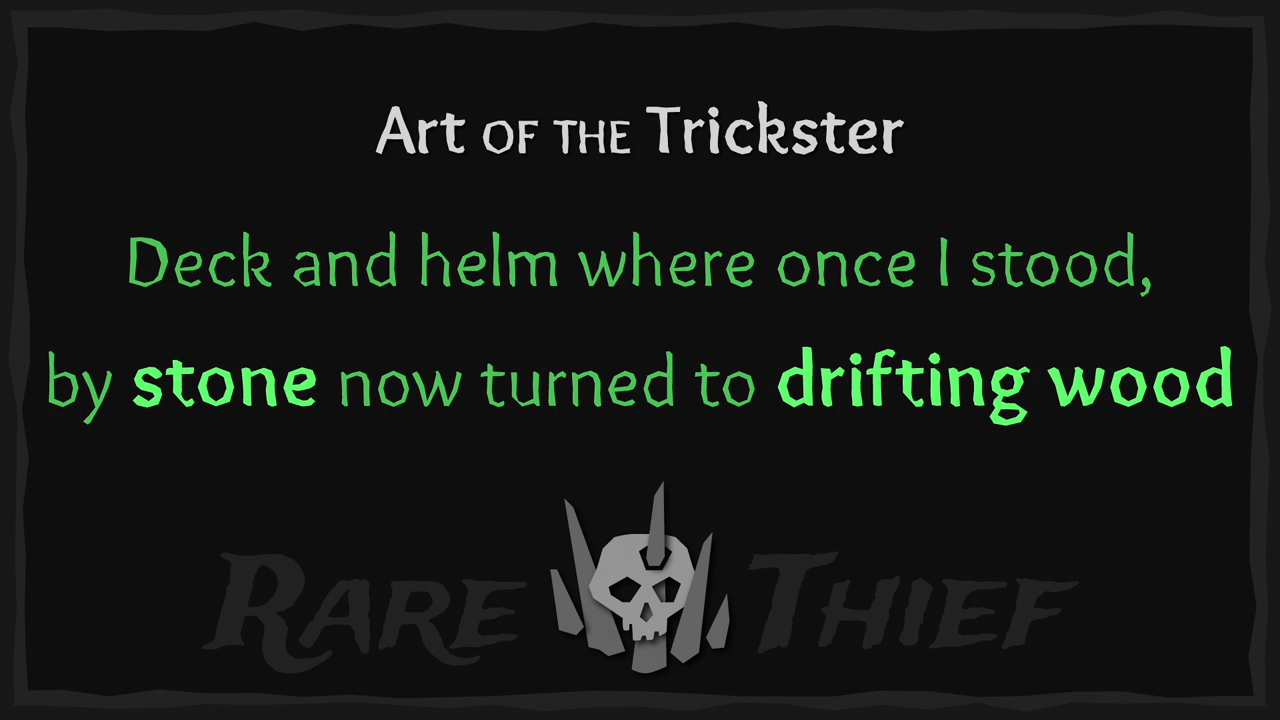 Art of the Trickster
Deck and helm where once I stood,
by stone now turned to drifting wood
Rare Thief